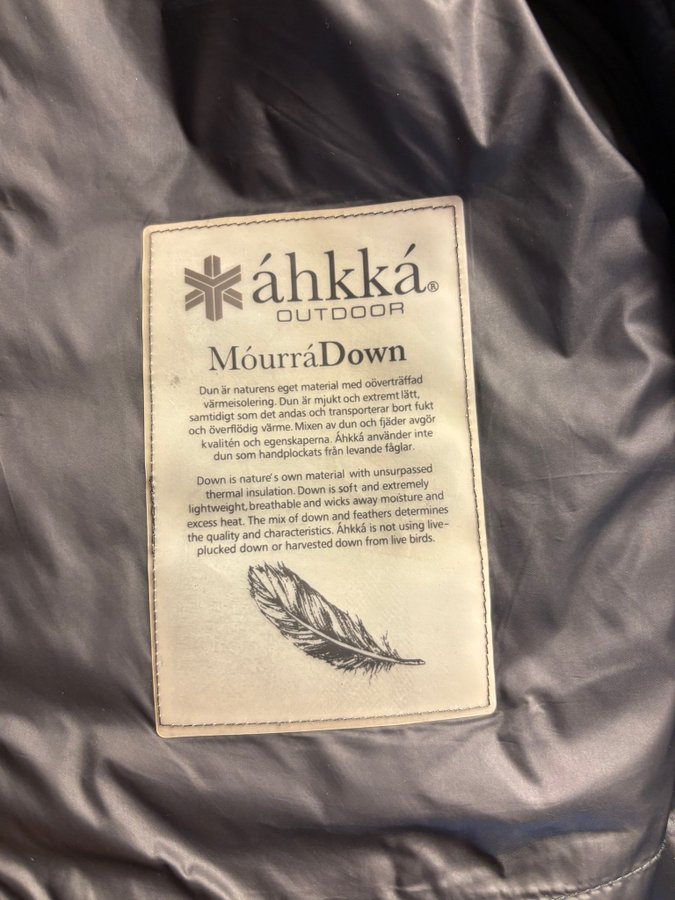 áhkká®
OUTDOOR
MóurráDown
Dun är naturens eget material med oöverträffad
värmeisolering. Dun är mjukt och extremt lätt,
samtidigt som det andas och transporterar bort fukt
och överflödig värme. Mixen av dun och fjäder avgör
kvalitén och egenskaperna. Áhkká använder inte
dun som handplockats från levande fåglar.
Down is nature's own material with unsurpassed
thermal insulation. Down is soft and extremely
lightweight, breathable and wicks away moisture and
excess heat. The mix of down and feathers determines
the quality and characteristics. Áhkká is not using live-
plucked down or harvested down from live birds.